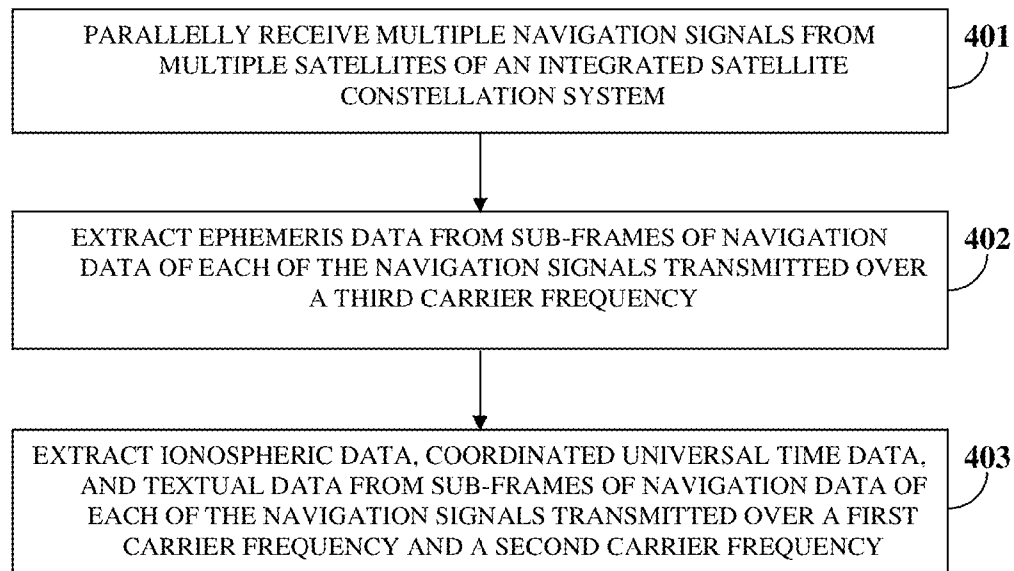 PARALLELY RECEIVE MULTIPLE NAVIGATION SIGNALS FROM
MULTIPLE SATELLITES OF AN INTEGRATED SATELLITE
CONSTELLATION SYSTEM
401
EXTRACT EPHEMERIS DATA FROM SUB-FRAMES OF NAVIGATION
DATA OF EACH OF THE NAVIGATION SIGNALS TRANSMITTED OVER
A THIRD CARRIER FREQUENCY
402
EXTRACT IONOSPHERIC DATA, COORDINATED UNIVERSAL TIME DATA,
AND TEXTUAL DATA FROM SUB-FRAMES OF NAVIGATION DATA OF
EACH OF THE NAVIGATION SIGNALS TRANSMITTED OVER A FIRST
CARRIER FREQUENCY AND A SECOND CARRIER FREQUENCY
403